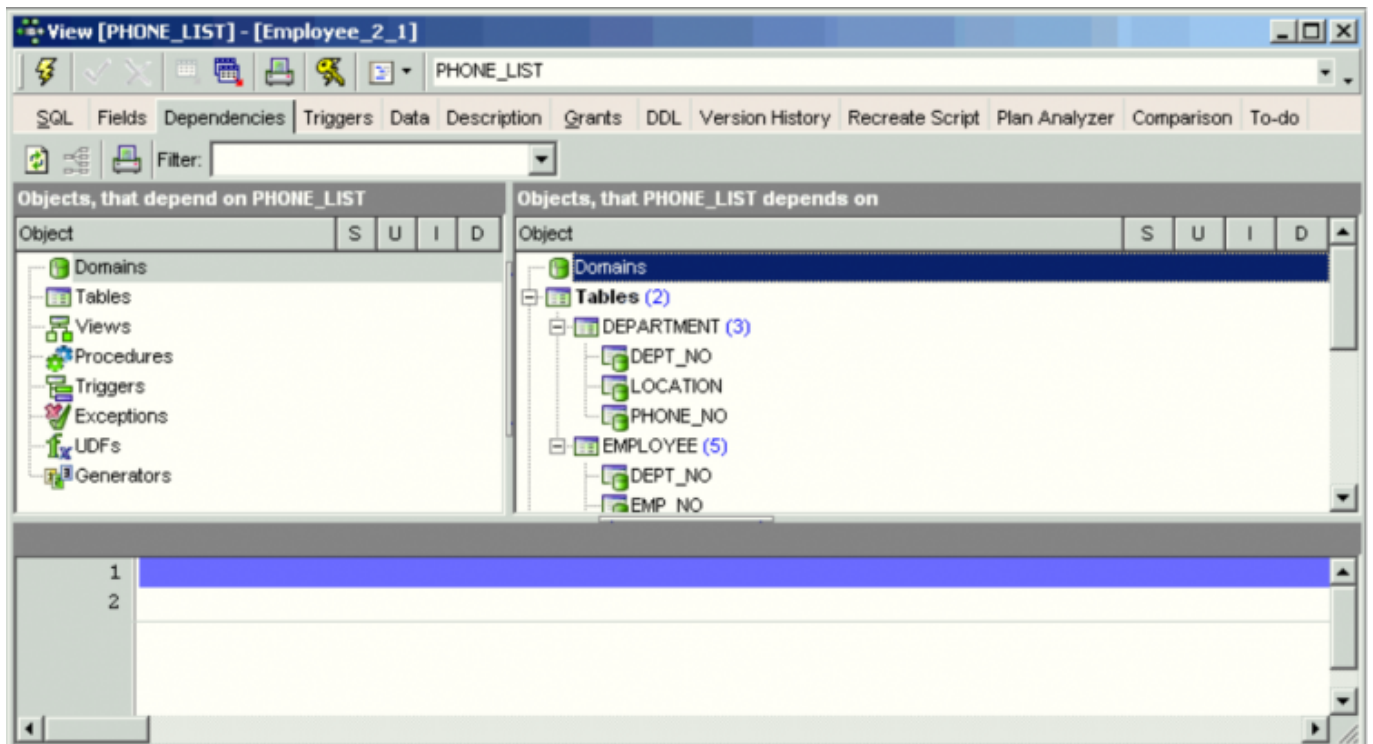 View [PHONE_LIST] - [Employee_2_1]
PHONE_LIST
SQL Fields Dependencies Triggers Data Description Grants DDL Version History Recreate Script Plan Analyzer Comparison To-do
Filter:
Objects, that depend on PHONE_LIST
Object S U I D
Domains
Tables
Views
Procedures
Triggers
Exceptions
UDFs
Generators
Objects, that PHONE_LIST depends on
Object S U I D
Domains
Tables (2)
DEPARTMENT (3)
DEPT_NO
LOCATION
PHONE_NO
EMPLOYEE (5)
DEPT_NO
EMP_NO
1
2